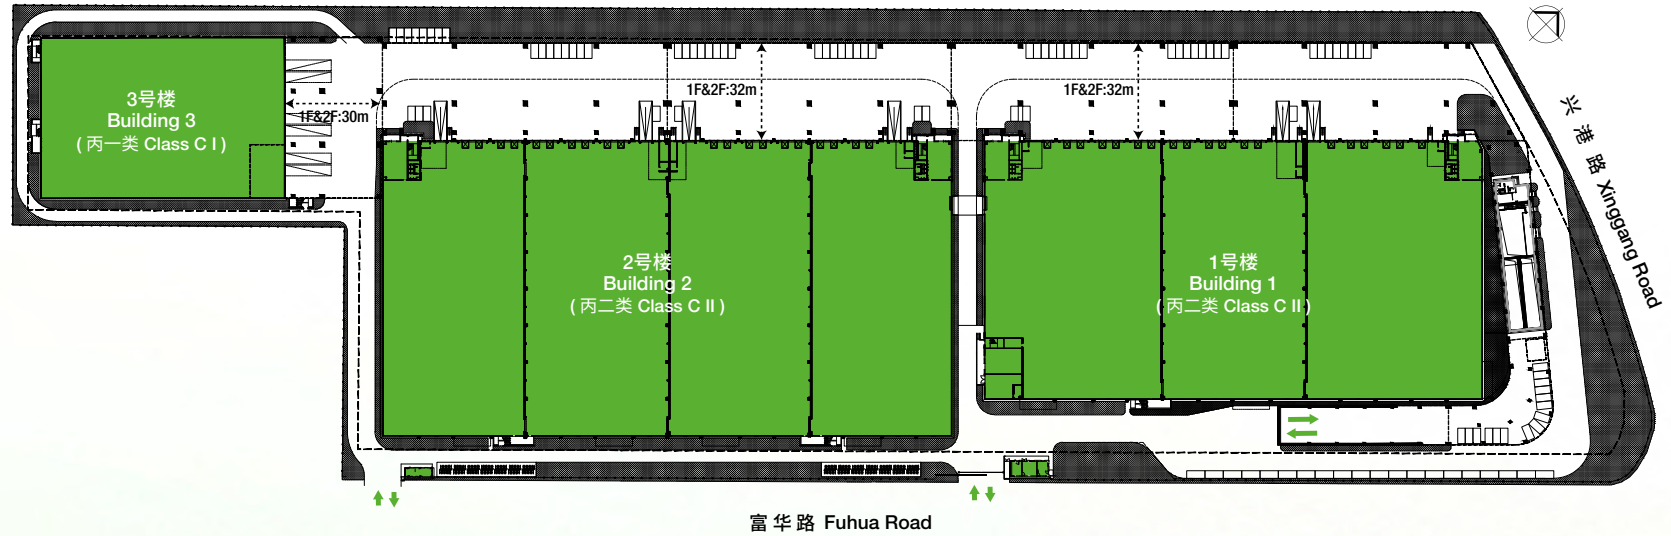 3号楼
Building 3
( 丙一类 Class C I )
1F&2F:30m
1F&2F:32m
1F&2F:32m
2号楼
Building 2
( 丙二类 Class C II )
1号楼
Building 1
( 丙二类 Class C II )
兴港路 Xinggang Road
富华路 Fuhua Road